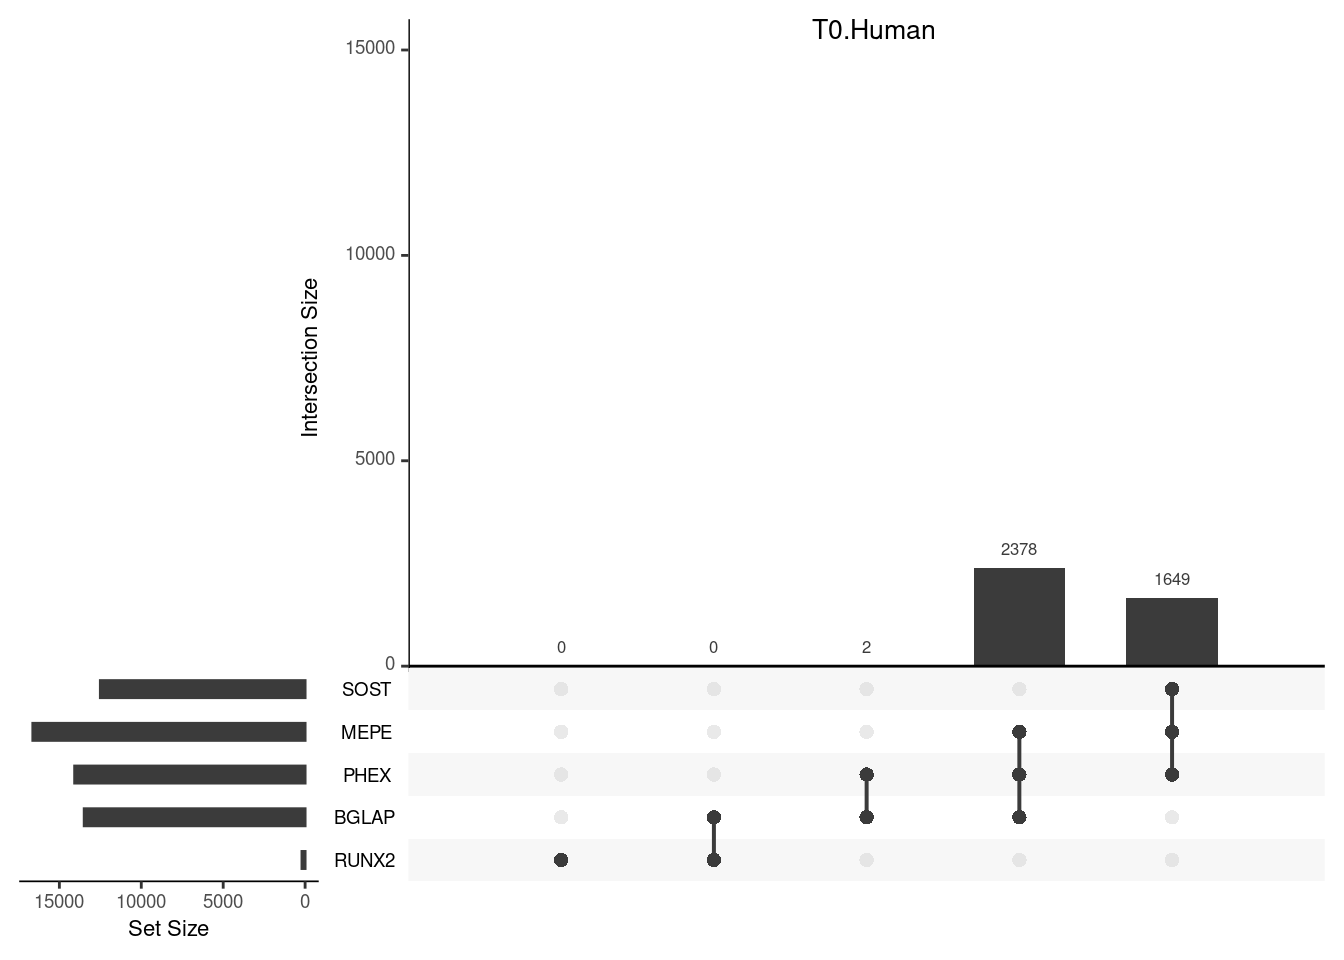 T0.Human
15000
10000
5000
0
Intersection Size
2378
1649
0
0
2
SOST
MEPE
PHEX
BGLAP
RUNX2
15000 10000 5000 0
Set Size